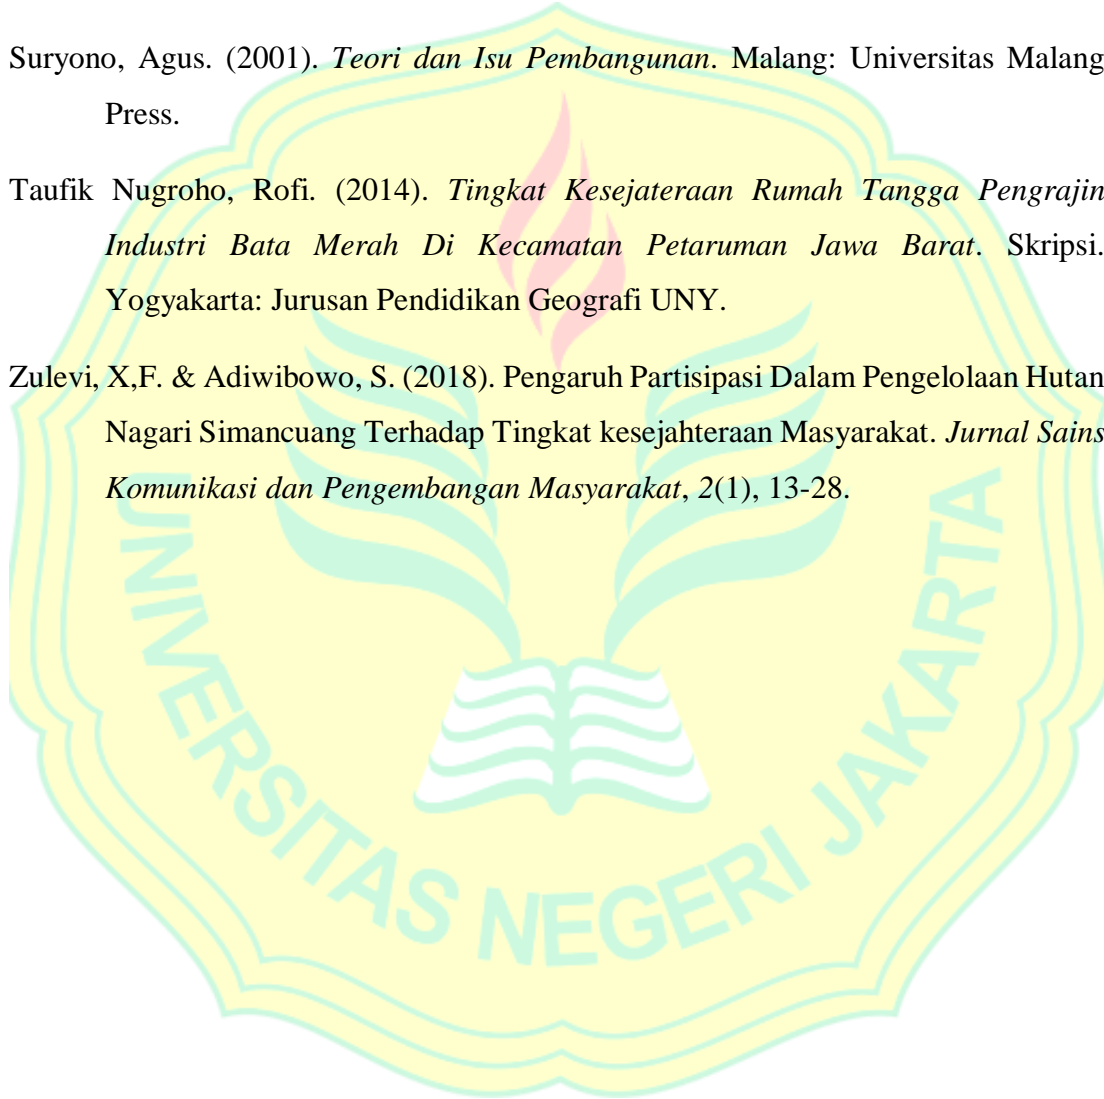 Suryono, Agus. (2001). Teori dan Isu Pembangunan. Malang: Universitas Malang
Press.
Taufik Nugroho, Rofi. (2014). Tingkat Kesejateraan Rumah Tangga Pengrajin
Industri Bata Merah Di Kecamatan Petaruman Jawa Barat. Skripsi.
Yogyakarta: Jurusan Pendidikan Geografi UNY.
Zulevi, X,F. & Adiwibowo, S. (2018). Pengaruh Partisipasi Dalam Pengelolaan Hutan
Nagari Simancuang Terhadap Tingkat kesejahteraan Masyarakat. Jurnal Sains
Komunikasi dan Pengembangan Masyarakat, 2(1), 13-28.
UNIVERSITAS NEGERI JAKARTA